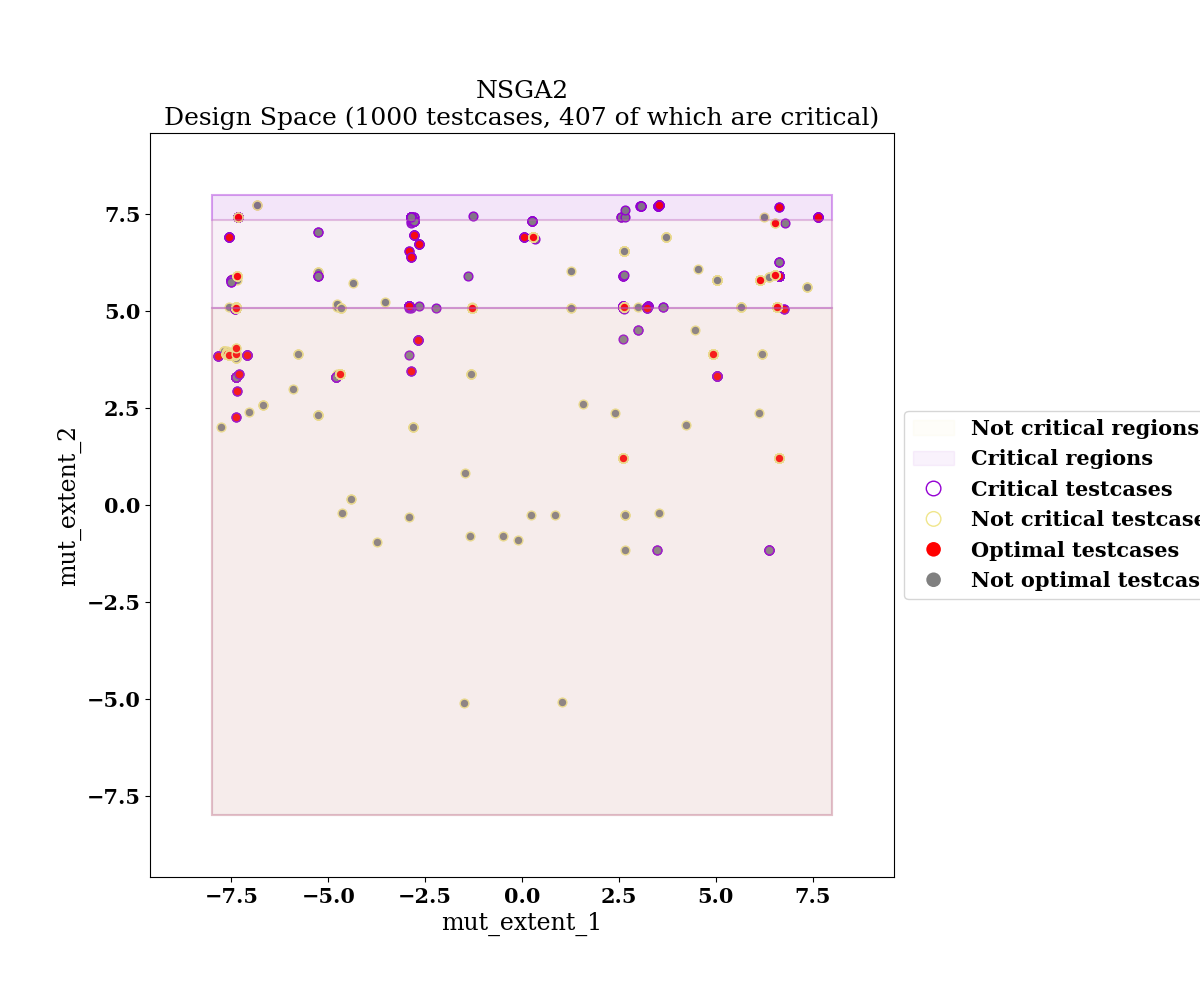 NSGA2
Design Space (1000 testcases, 407 of which are critical)
7.5
5.0
2.5
0.0
−2.5
−5.0
−7.5
mut_extent_2
−7.5
−5.0
−2.5
0.0
2.5
5.0
7.5
mut_extent_1
Not critical regions
Critical regions
Critical testcases
Not critical testcase
Optimal testcases
Not optimal testcas